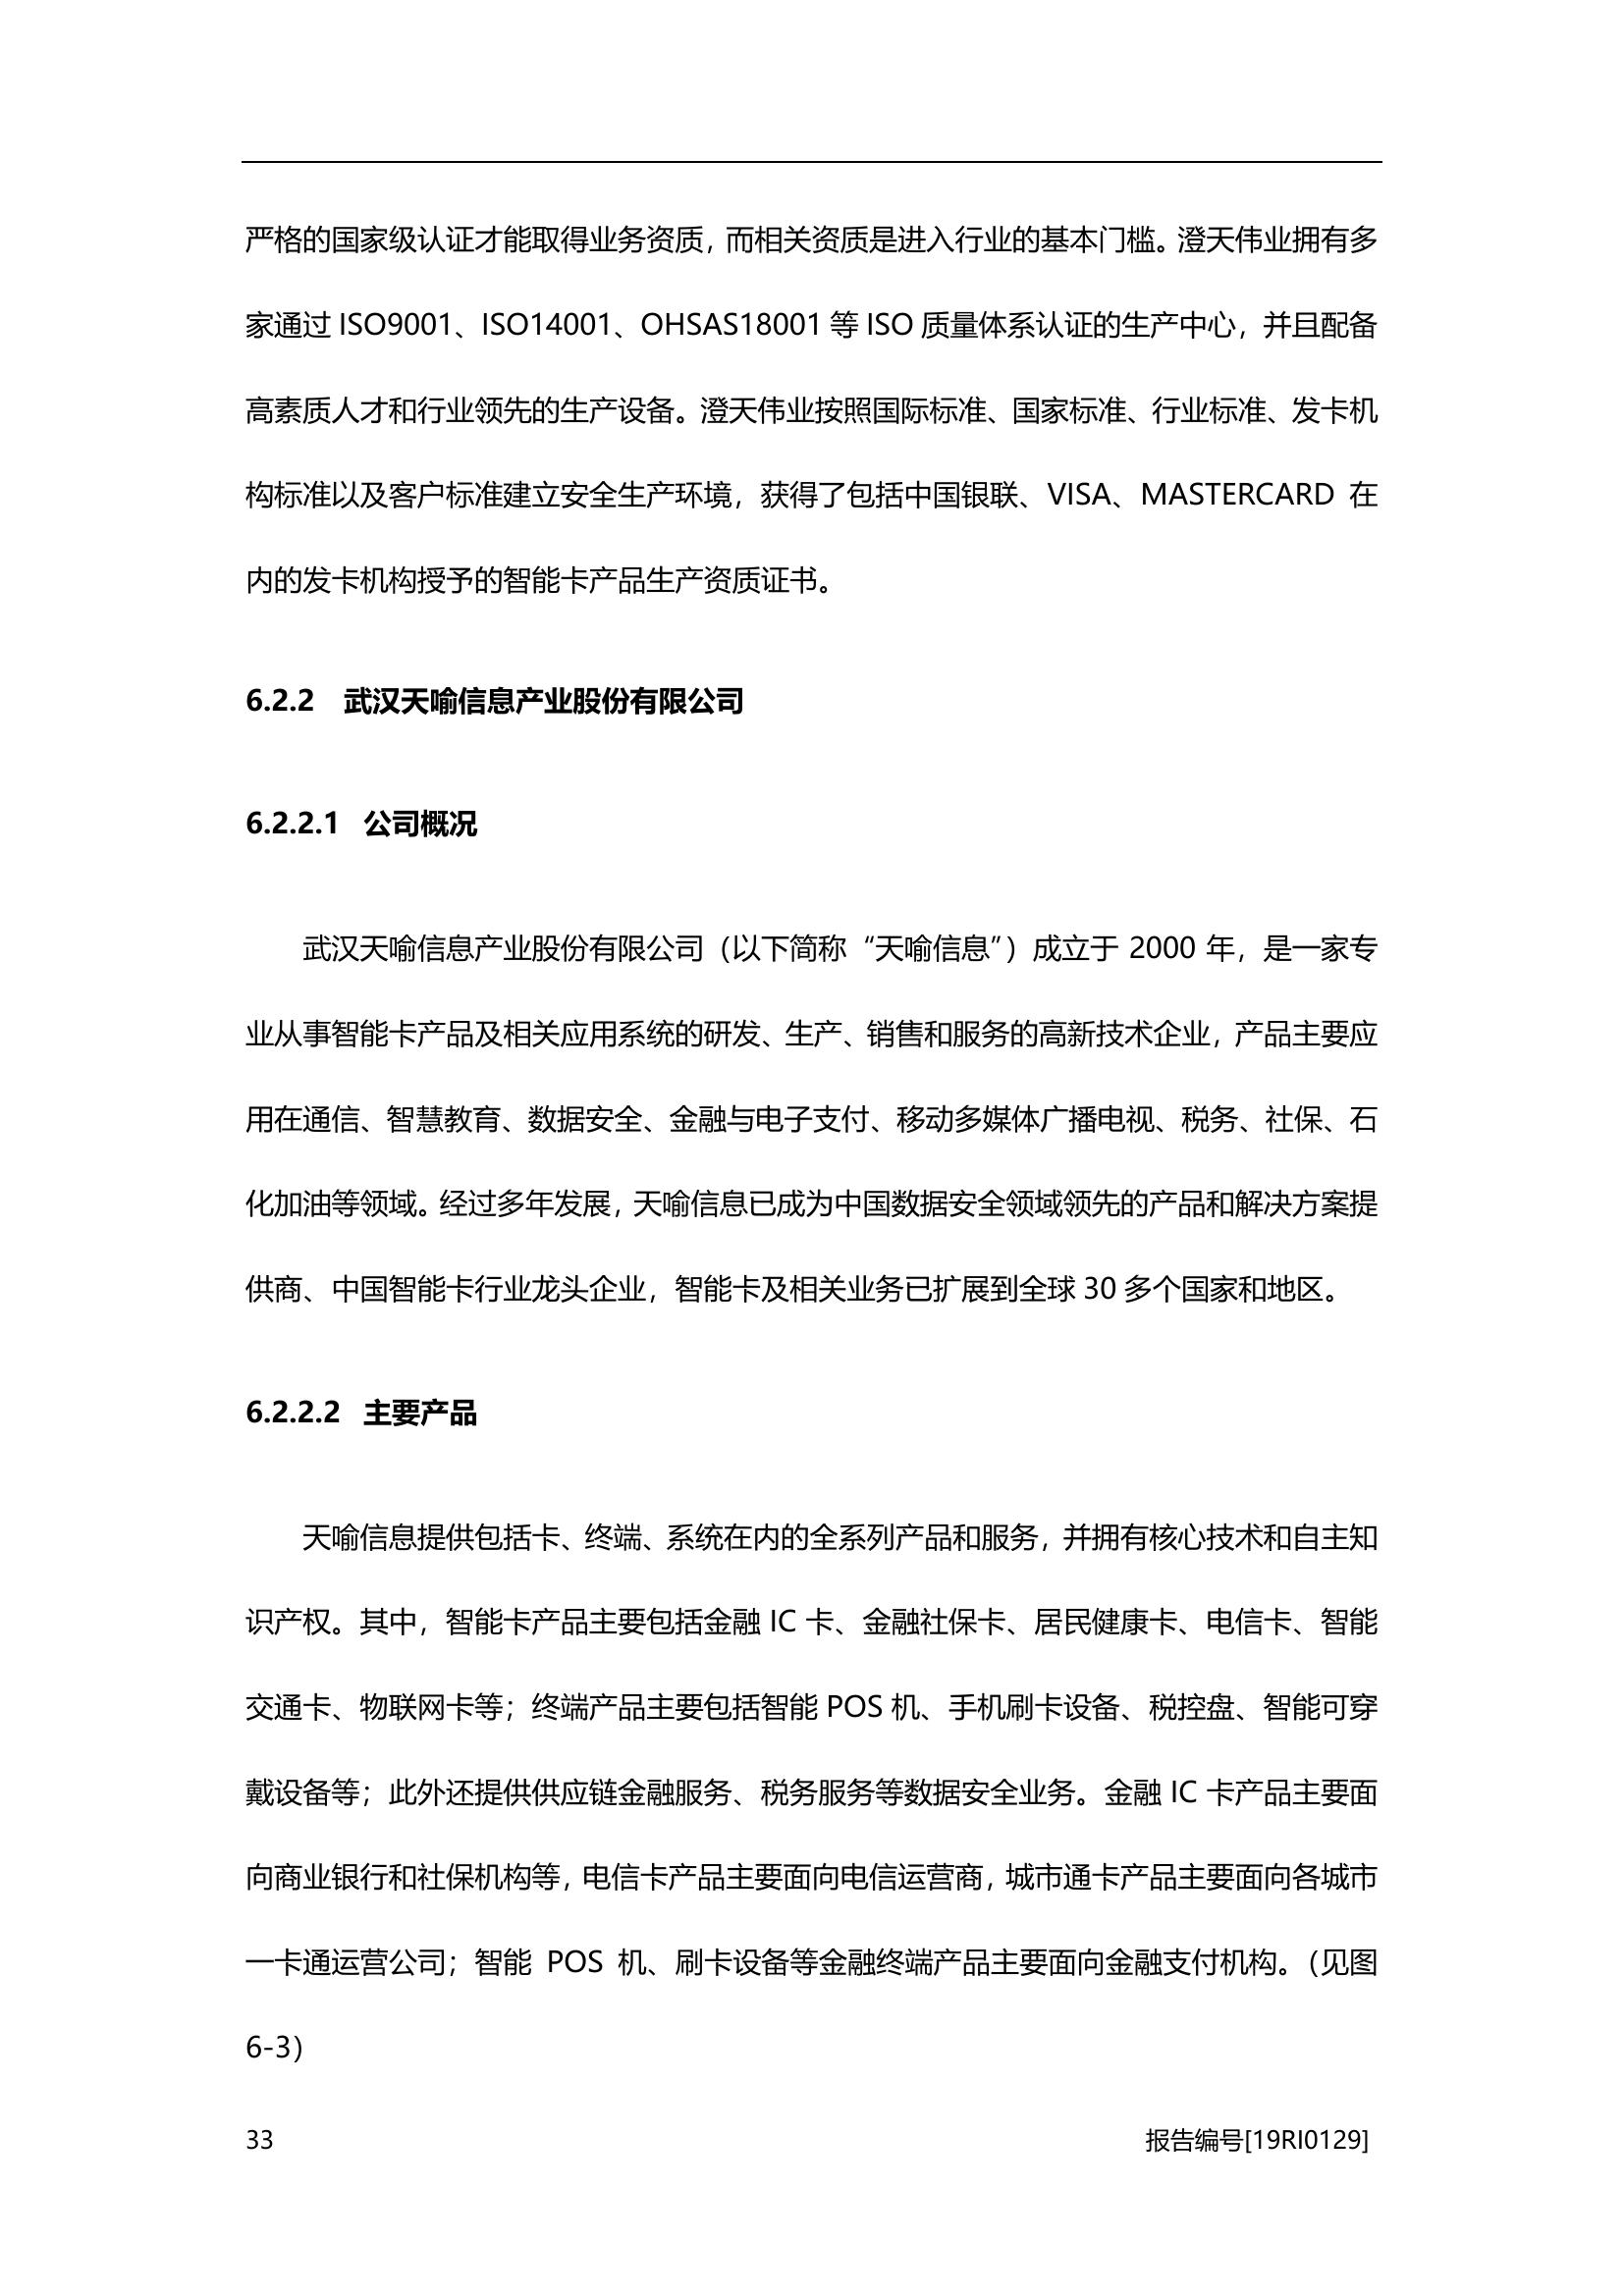 严格的国家级认证才能取得业务资质，而相关资质是进入行业的基本门槛。澄天伟业拥有多
家通过 ISO9001、ISO14001、OHSAS18001 等 ISO 质量体系认证的生产中心，并且配备
高素质人才和行业领先的生产设备。澄天伟业按照国际标准、国家标准、行业标准、发卡机
构标准以及客户标准建立安全生产环境，获得了包括中国银联、VISA、MASTERCARD 在
内的发卡机构授予的智能卡产品生产资质证书。
6.2.2 武汉天喻信息产业股份有限公司
6.2.2.1 公司概况
武汉天喻信息产业股份有限公司（以下简称“天喻信息”）成立于 2000 年，是一家专
业从事智能卡产品及相关应用系统的研发、生产、销售和服务的高新技术企业，产品主要应
用在通信、智慧教育、数据安全、金融与电子支付、移动多媒体广播电视、税务、社保、石
化加油等领域。经过多年发展，天喻信息已成为中国数据安全领域领先的产品和解决方案提
供商、中国智能卡行业龙头企业，智能卡及相关业务已扩展到全球 30 多个国家和地区。
6.2.2.2 主要产品
天喻信息提供包括卡、终端、系统在内的全系列产品和服务，并拥有核心技术和自主知
识产权。其中，智能卡产品主要包括金融 IC 卡、金融社保卡、居民健康卡、电信卡、智能
交通卡、物联网卡等；终端产品主要包括智能 POS 机、手机刷卡设备、税控盘、智能可穿
戴设备等；此外还提供供应链金融服务、税务服务等数据安全业务。金融 IC 卡产品主要面
向商业银行和社保机构等，电信卡产品主要面向电信运营商，城市通卡产品主要面向各城市
一卡通运营公司；智能 POS 机、刷卡设备等金融终端产品主要面向金融支付机构。（见图
6-3）
33 报告编号[19RI0129]